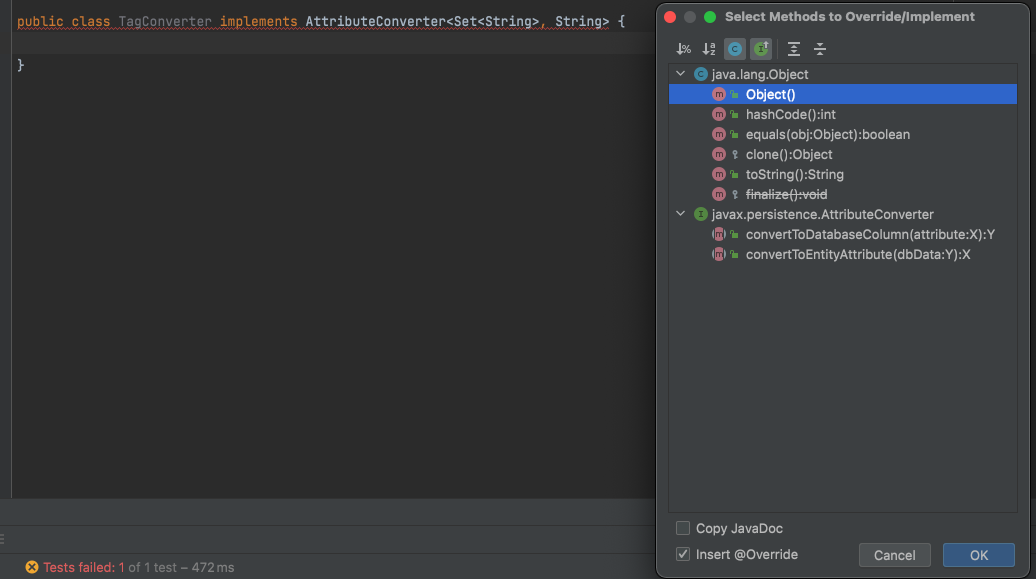 public class TagConverter implements AttributeConverter<Set<String>, String> {
}
Select Methods to Override/Implement
java.lang.Object
Object()
hashCode():int
equals(obj:Object):boolean
clone():Object
toString():String
finalize():void
javax.persistence.AttributeConverter
convertToDatabaseColumn(attribute:X):Y
convertToEntityAttribute(dbData:Y):X
Copy JavaDoc
Insert @Override
Cancel
OK
Tests failed: 1 of 1 test – 472 ms